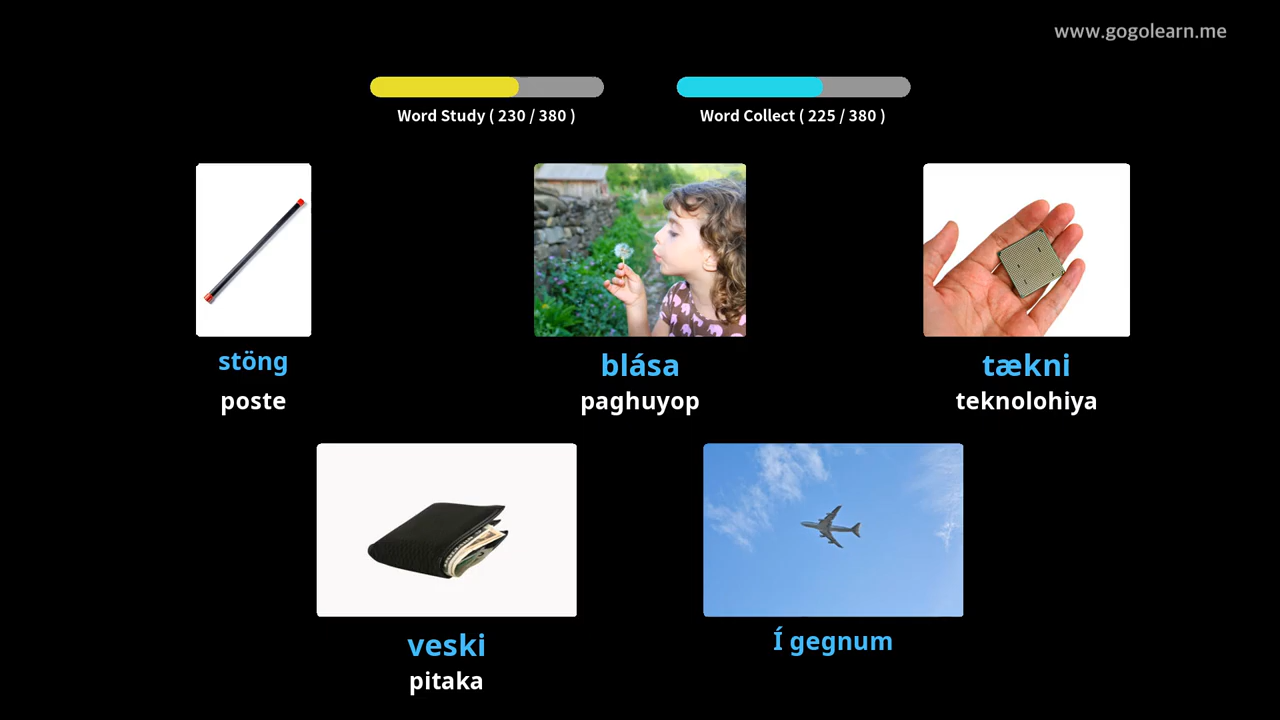 www.gogolearn.me
Word Study ( 230 / 380 )
Word Collect ( 225 / 380 )
stöng
poste
blása
paghuyop
tækni
teknolohiya
veski
pitaka
Í gegnum